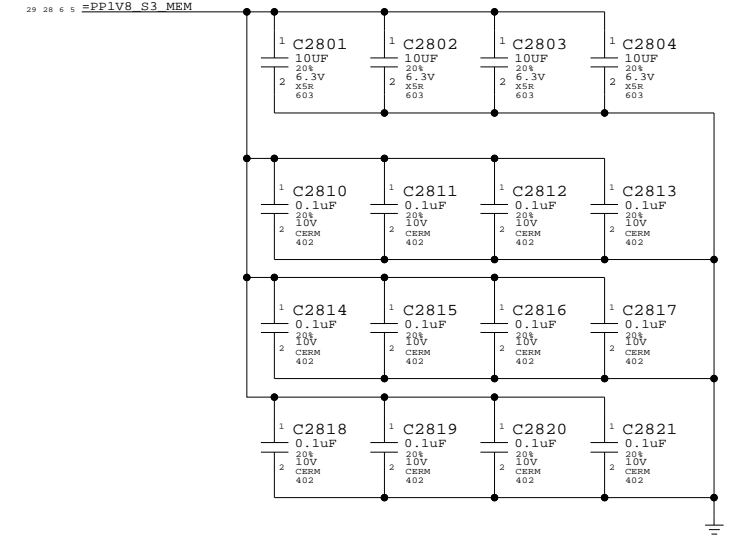 29 28 6 5 =PP1V8_S3_MEM
1 C2801
10UF
20%
6.3V
2
X5R
603
1 C2802
10UF
20%
6.3V
2
X5R
603
1 C2803
10UF
20%
6.3V
2
X5R
603
1 C2804
10UF
20%
6.3V
2
X5R
603
1 C2810
0.1uF
20%
10V
2
CERM
402
1 C2811
0.1uF
20%
10V
2
CERM
402
1 C2812
0.1uF
20%
10V
2
CERM
402
1 C2813
0.1uF
20%
10V
2
CERM
402
1 C2814
0.1uF
20%
10V
2
CERM
402
1 C2815
0.1uF
20%
10V
2
CERM
402
1 C2816
0.1uF
20%
10V
2
CERM
402
1 C2817
0.1uF
20%
10V
2
CERM
402
1 C2818
0.1uF
20%
10V
2
CERM
402
1 C2819
0.1uF
20%
10V
2
CERM
402
1 C2820
0.1uF
20%
10V
2
CERM
402
1 C2821
0.1uF
20%
10V
2
CERM
402